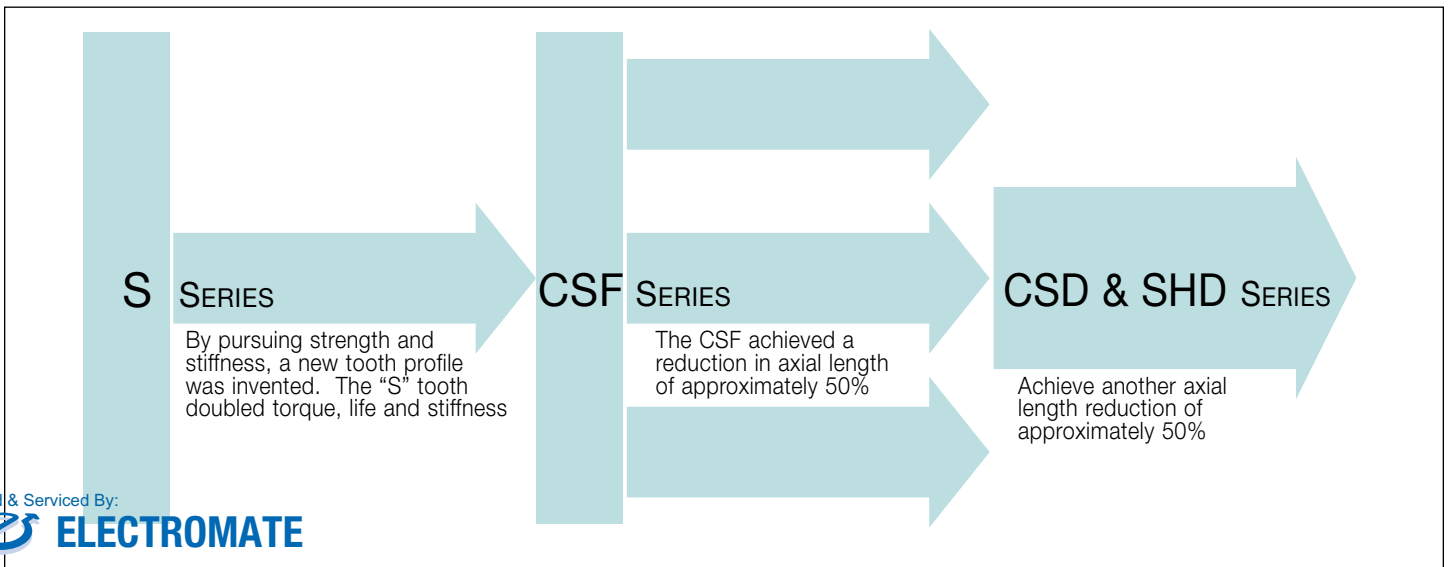 S SERIES
By pursuing strength and
stiffness, a new tooth profile
was invented. The “S” tooth
doubled torque, life and stiffness
CSF SERIES
The CSF achieved a
reduction in axial length
of approximately 50%
CSD & SHD SERIES
Achieve another axial
length reduction of
approximately 50%
& Serviced By:
ELECTROMATE